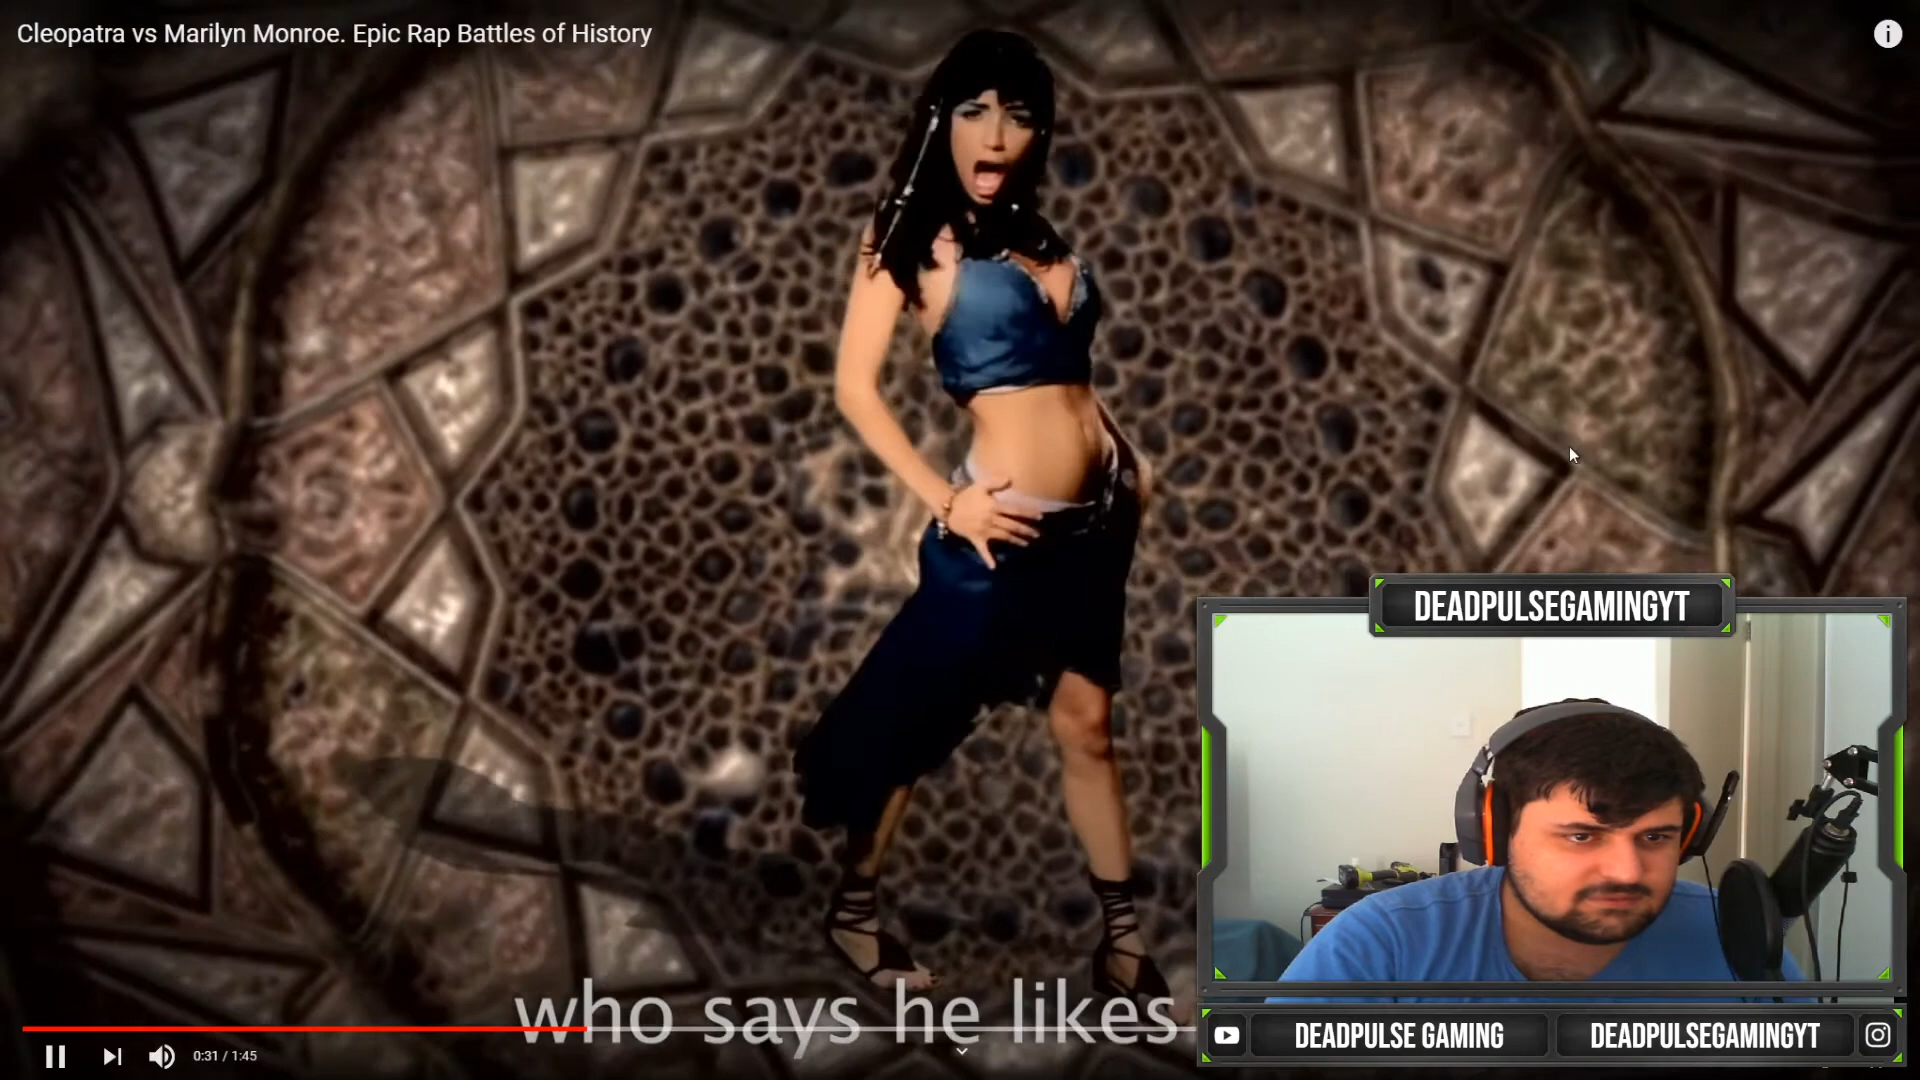 Cleopatra vs Marilyn Monroe. Epic Rap Battles of History
DEADPULSEGAMINGYT
who says he likes
0:31 / 1:45
DEADPULSE GAMING
DEADPULSEGAMINGYT